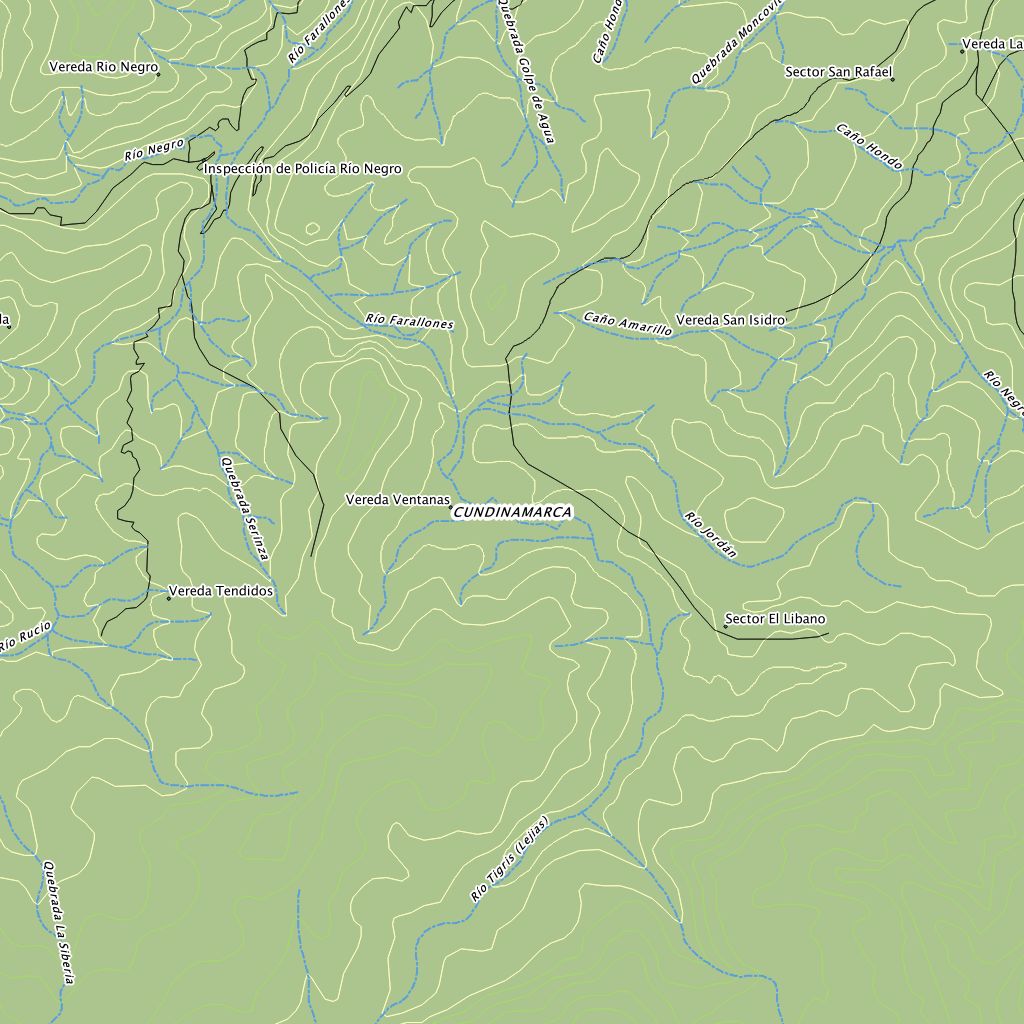 Río Farallones
Quebrada Golpe de Agua
Caño Hondo
Quebrada Moncovi
Vereda La
Vereda Rio Negro
Sector San Rafael
Río Negro
Caño Hondo
Inspección de Policía Río Negro
la
Río Farallones
Caño Amarillo
Vereda San Isidro
Río Negro
Quebrada Serinza
Vereda Ventanas
CUNDINAMARCA
Río Jordán
Vereda Tendidos
Río Rucio
Sector El Libano
Río Tigris (Lejías)
Quebrada La Siberia